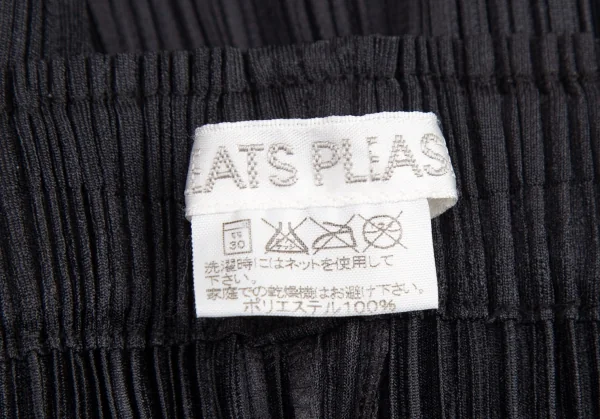 EATS PLEAS
30
洗濯時にはネットを使用して
下さい。
家庭での乾燥機はお避け下さい。
ポリエステル100%